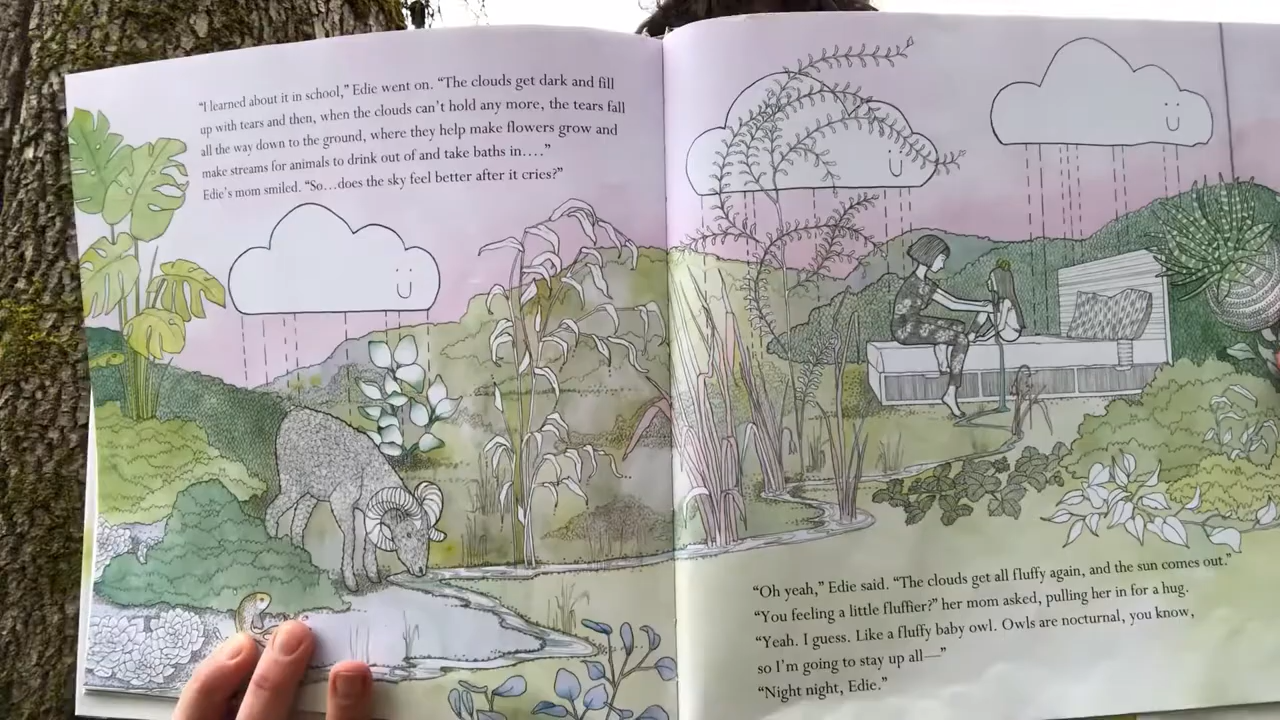 “I learned about it in school,” Edie went on. “The clouds get dark and fill
up with tears and then, when the clouds can’t hold any more, the tears fall
all the way down to the ground, where they help make flowers grow and
make streams for animals to drink out of and take baths in....”
Edie’s mom smiled. “So...does the sky feel better after it cries?”
“Oh yeah,” Edie said. “The clouds get all fluffy again, and the sun comes out.”
“You feeling a little fluffier?” her mom asked, pulling her in for a hug.
“Yeah. I guess. Like a fluffy baby owl. Owls are nocturnal, you know,
so I’m going to stay up all—”
“Night night, Edie.”